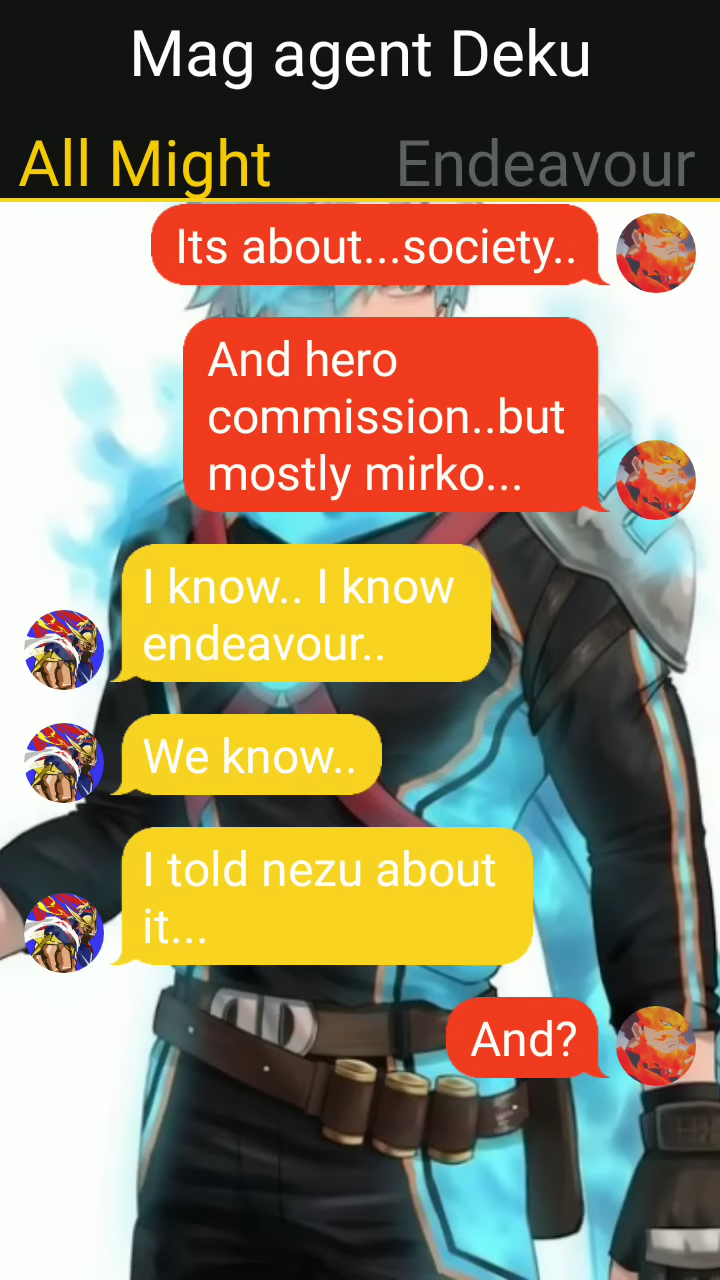 Mag agent Deku
All Might
Endeavour
Its about...society..
And hero
commission..but
mostly mirko...
I know.. I know
endeavour..
We know..
I told nezu about
it...
And?